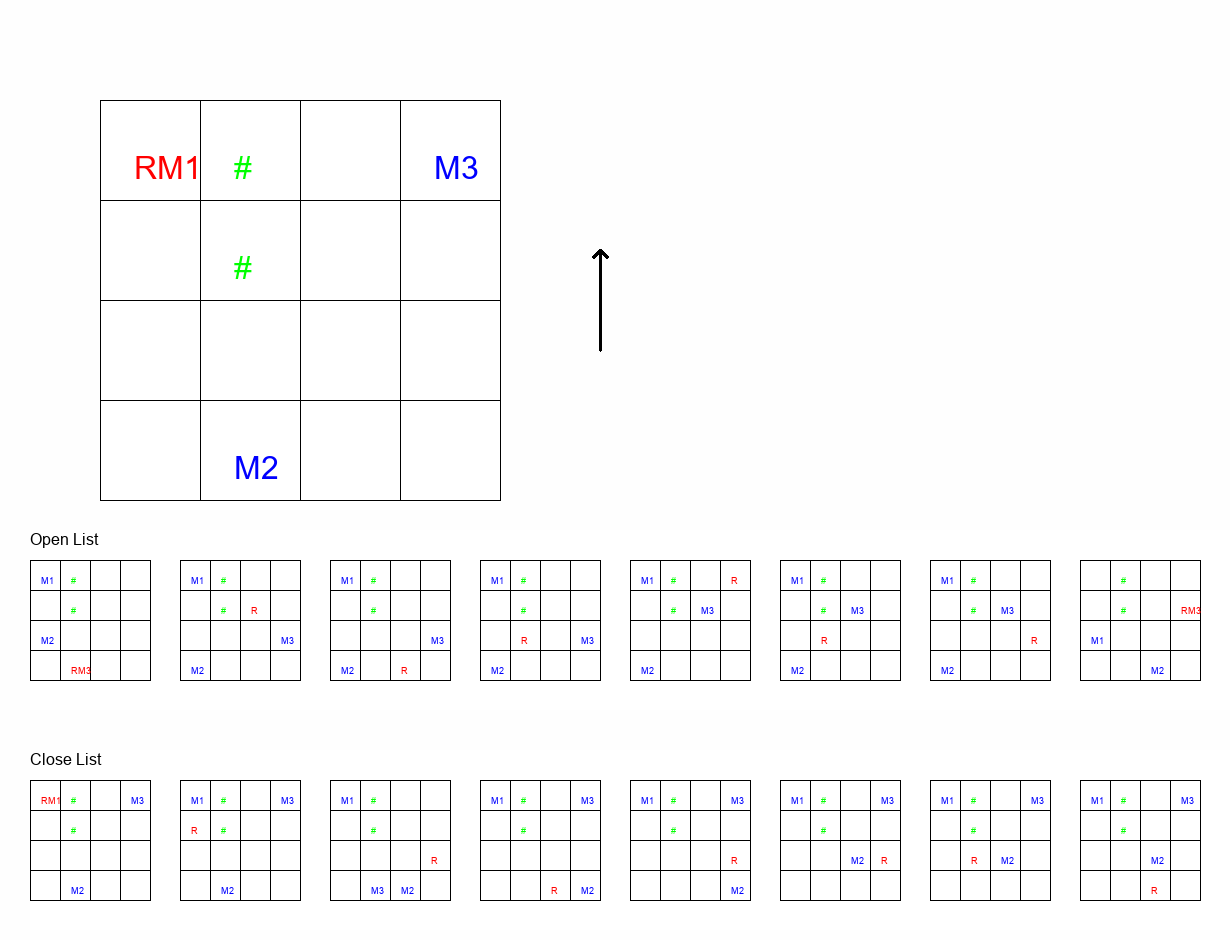 RM1 # M3
#
M2
Open List
M1 # M1 # M1 # M1 # M1 # R M1 # M1 # #
# # R # # # M3 # M3 # M3 # RM3
M2 M3 M3 R M3 R R M1
RM3 M2 M2 R M2 M2 M2 M2 M2
Close List
RM1 # M3 M1 # M3 M1 # M1 # M3 M1 # M3 M1 # M3 M1 # M3 M1 # M3
# R # # # # # # #
R R M2 R R M2 M2
M2 M2 M3 M2 R M2 M2 R